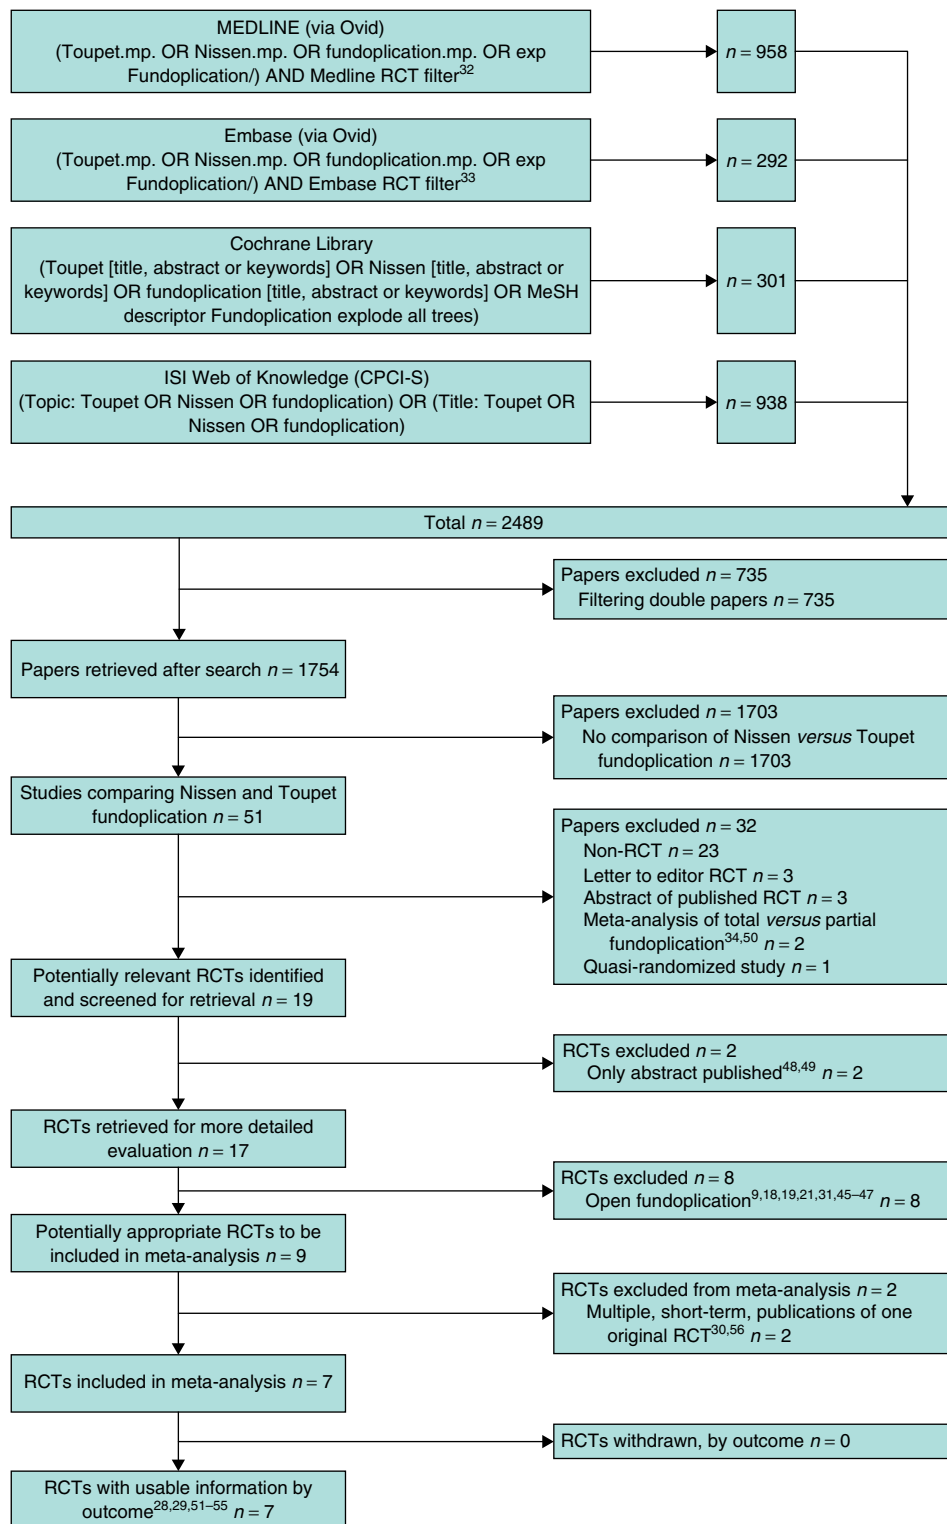 MEDLINE (via Ovid)
(Toupet.mp. OR Nissen.mp. OR fundoplication.mp. OR exp
Fundoplication/) AND Medline RCT filter32
n = 958
Embase (via Ovid)
(Toupet.mp. OR Nissen.mp. OR fundoplication.mp. OR exp
Fundoplication/) AND Embase RCT filter33
n = 292
Cochrane Library
(Toupet [title, abstract or keywords] OR Nissen [title, abstract or
keywords] OR fundoplication [title, abstract or keywords] OR MeSH
descriptor Fundoplication explode all trees)
n = 301
ISI Web of Knowledge (CPCI-S)
(Topic: Toupet OR Nissen OR fundoplication) OR (Title: Toupet OR
Nissen OR fundoplication)
n = 938
Total n = 2489
Papers excluded n = 735
Filtering double papers n = 735
Papers retrieved after search n = 1754
Papers excluded n = 1703
No comparison of Nissen versus Toupet
fundoplication n = 1703
Studies comparing Nissen and Toupet
fundoplication n = 51
Papers excluded n = 32
Non-RCT n = 23
Letter to editor RCT n = 3
Abstract of published RCT n = 3
Meta-analysis of total versus partial
fundoplication34,50 n = 2
Quasi-randomized study n = 1
Potentially relevant RCTs identified
and screened for retrieval n = 19
RCTs excluded n = 2
Only abstract published48,49 n = 2
RCTs retrieved for more detailed
evaluation n = 17
RCTs excluded n = 8
Open fundoplication9,18,19,21,31,45–47 n = 8
Potentially appropriate RCTs to be
included in meta-analysis n = 9
RCTs excluded from meta-analysis n = 2
Multiple, short-term, publications of one
original RCT30,56 n = 2
RCTs included in meta-analysis n = 7
RCTs withdrawn, by outcome n = 0
RCTs with usable information by
outcome28,29,51–55 n = 7